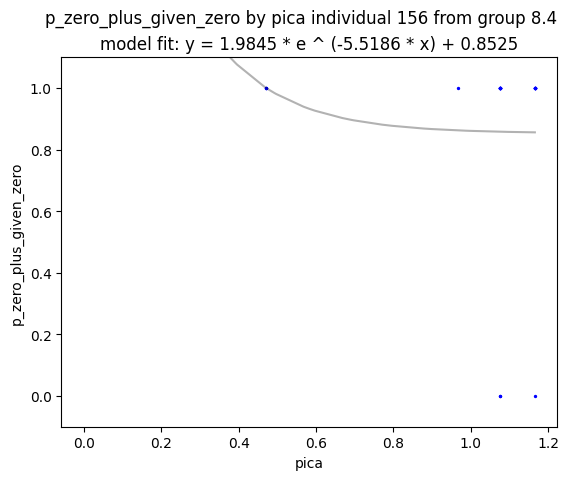 p_zero_plus_given_zero by pica individual 156 from group 8.4
model fit: y = 1.9845 * e ^ (-5.5186 * x) + 0.8525
1.0
0.8
0.6
0.4
0.2
0.0
p_zero_plus_given_zero
0.0 0.2 0.4 0.6 0.8 1.0 1.2
pica